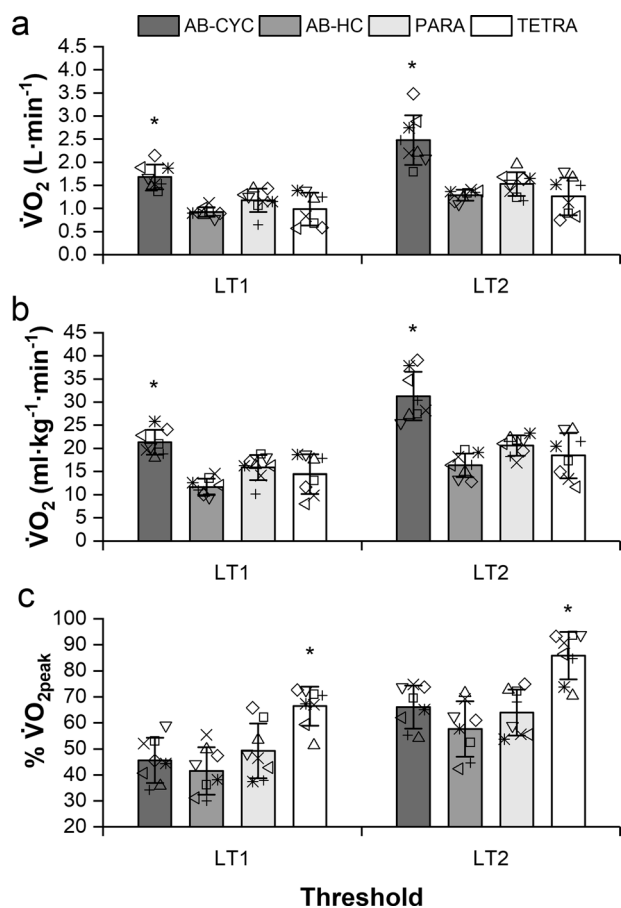 a
AB-CYC AB-HC PARA TETRA
V̇O₂ (L·min⁻¹)
4.5
4.0
3.5
3.0
2.5
2.0
1.5
1.0
0.5
0.0
* *
LT1 LT2
b
V̇O₂ (ml·kg⁻¹·min⁻¹)
45
40
35
30
25
20
15
10
5
0
* *
LT1 LT2
c
% V̇O₂peak
100
90
80
70
60
50
40
30
20
* *
LT1 LT2
Threshold